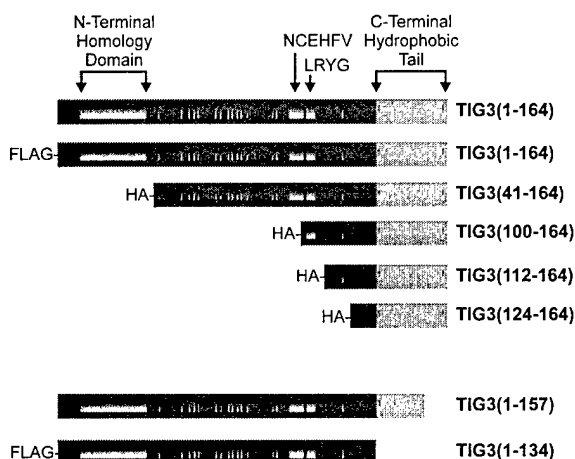 N-Terminal Homology Domain
NCEHFV
LRYG
C-Terminal Hydrophobic Tail
TIG3(1-164)
FLAG- TIG3(1-164)
HA- TIG3(41-164)
HA- TIG3(100-164)
HA- TIG3(112-164)
HA- TIG3(124-164)
TIG3(1-157)
FLAG- TIG3(1-134)